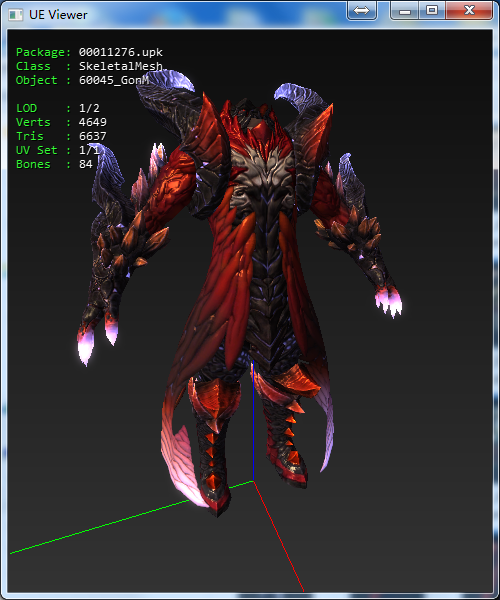 UE Viewer
Package: 00011276.upk
Class : SkeletalMesh
Object : 60045_GonM
LOD : 1/2
Verts : 4649
Tris : 6637
UV Set : 1/1
Bones : 84